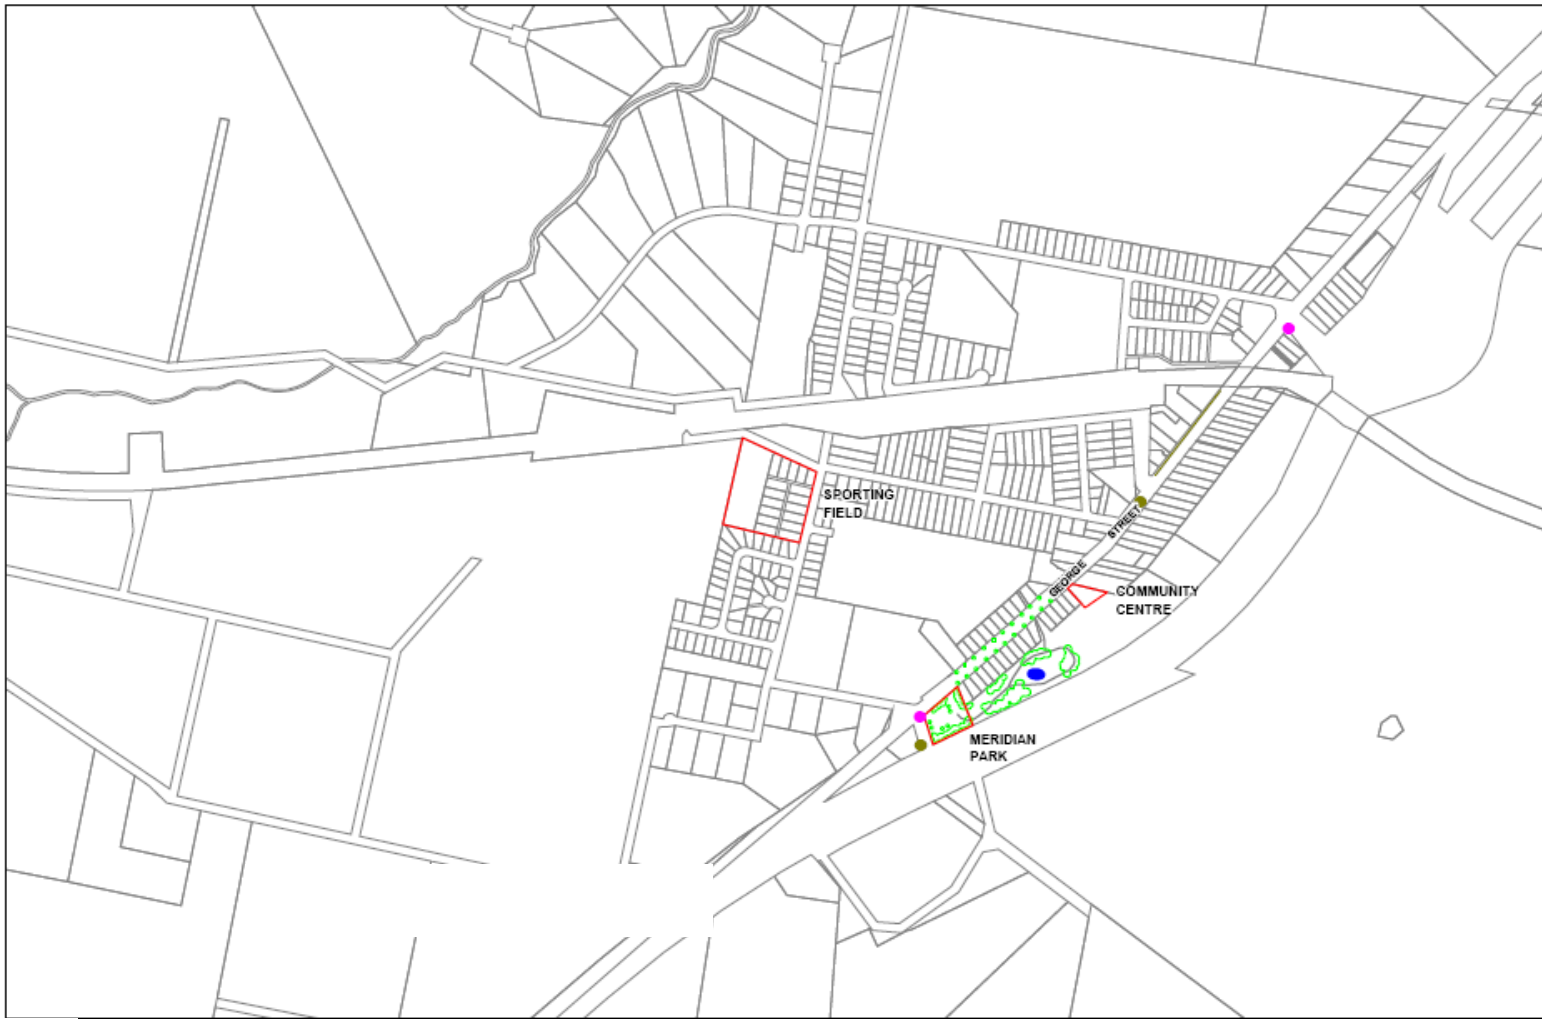 SPORTING
FIELD
STREET
GEORGE
COMMUNITY
CENTRE
MERIDIAN
PARK